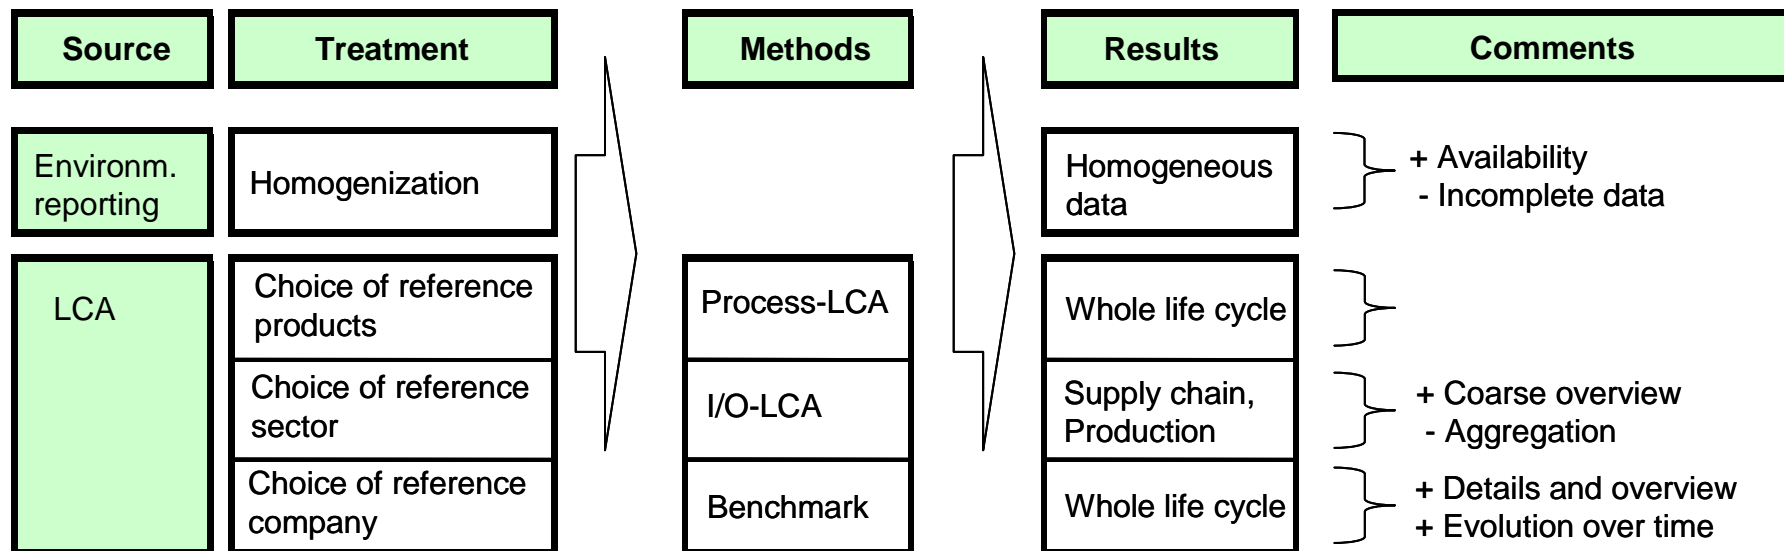 Source
Treatment
Methods
Results
Comments
Environm.
reporting
Homogenization
Homogeneous
data
+ Availability
- Incomplete data
LCA
Choice of reference
products
Process-LCA
Whole life cycle
Choice of reference
sector
I/O-LCA
Supply chain,
Production
+ Coarse overview
- Aggregation
Choice of reference
company
Benchmark
Whole life cycle
+ Details and overview
+ Evolution over time